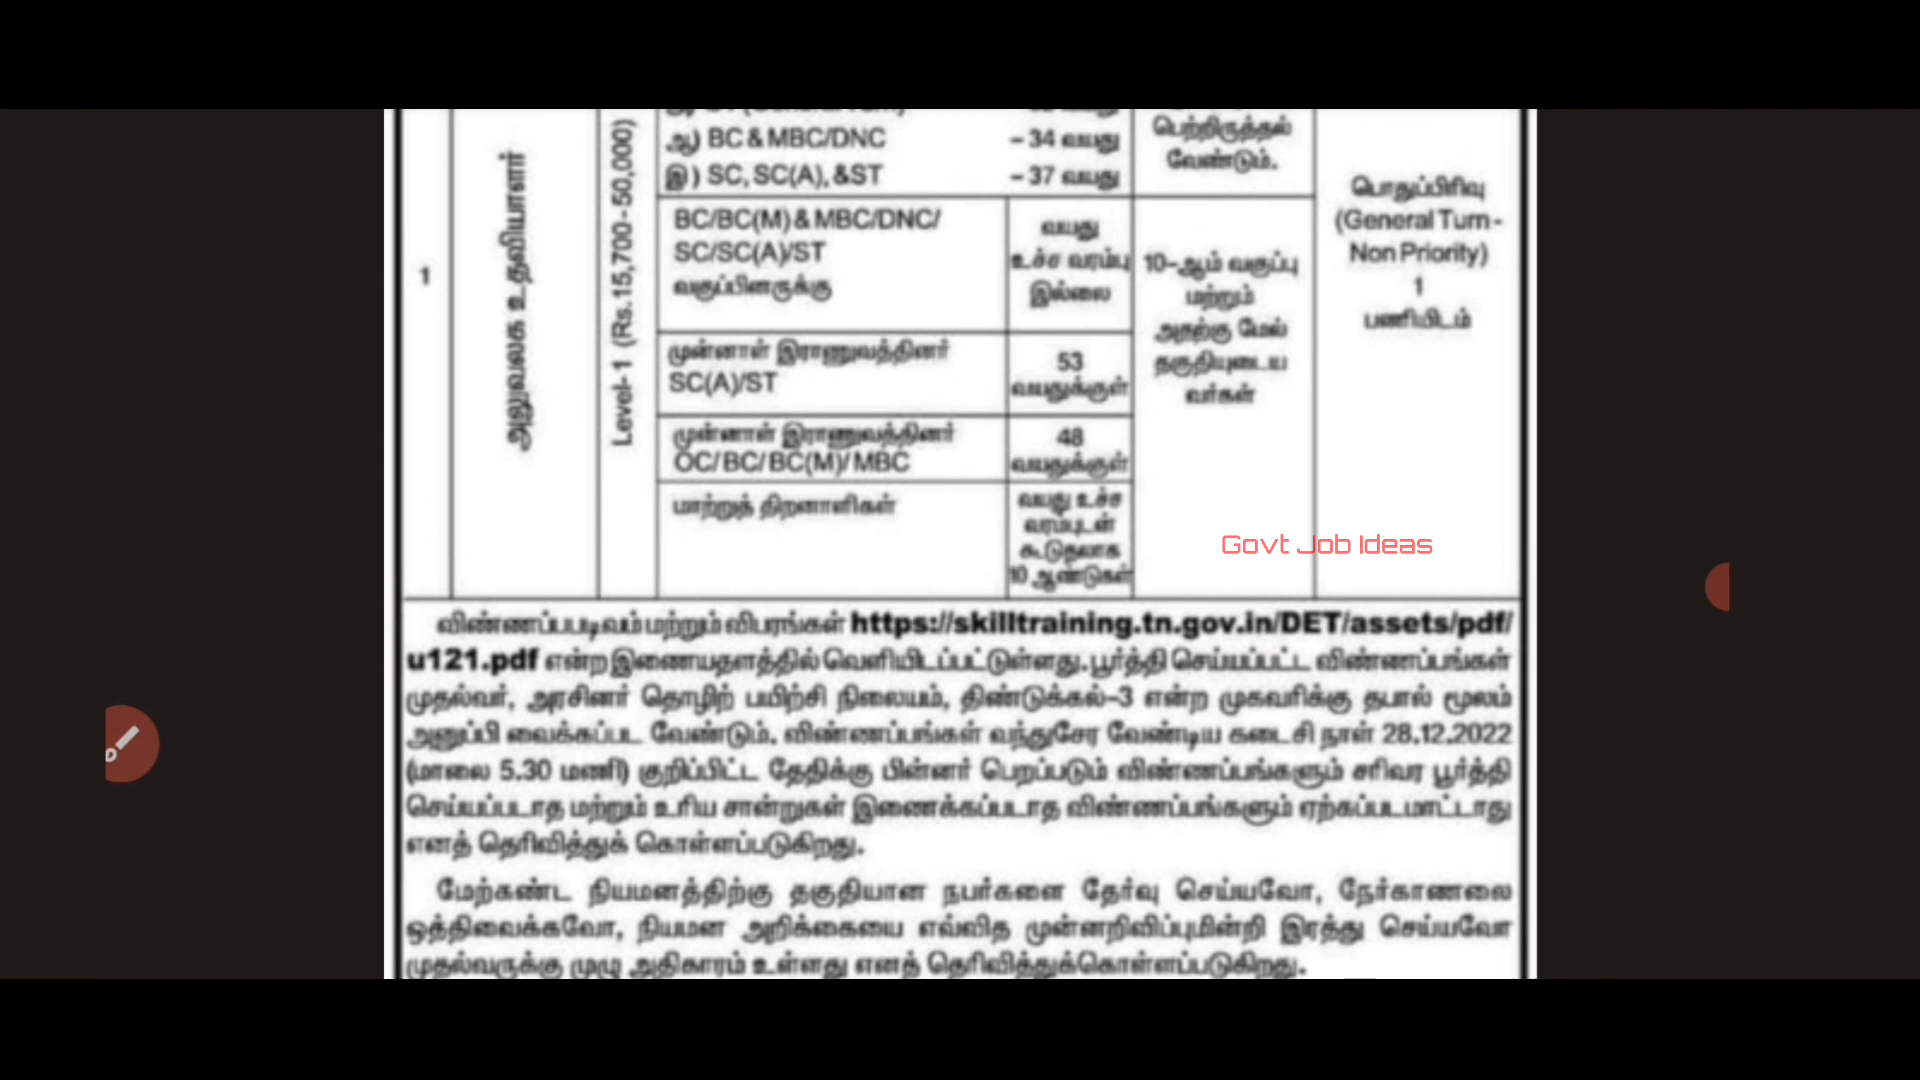 ஆ) BC & MBC/DNC – 34 வயது
இ) SC, SC(A), &ST – 37 வயது
பெற்றிருத்தல்
வேண்டும்.
1
அலுவலக உதவியாளர்
Level-1 (Rs.15,700-50,000)
BC/BC(M) & MBC/DNC/
SC/SC(A)/ST
வகுப்பினருக்கு
வயது
உச்ச வரம்பு
இல்லை
முன்னாள் இராணுவத்தினர்
SC(A)/ST
53
வயதுக்குள்
முன்னாள் இராணுவத்தினர்
OC/ BC/ BC(M)/ MBC
48
வயதுக்குள்
மாற்றுத் திறனாளிகள்
வயது உச்ச
வரம்புடன்
கூடுதலாக
10 ஆண்டுகள்
10–ஆம் வகுப்பு
மற்றும்
அதற்கு மேல்
தகுதியுடைய
வர்கள்
பொதுப்பிரிவு
(General Turn -
Non Priority)
1
பணியிடம்
Govt Job Ideas
விண்ணப்பபடிவம் மற்றும் விபரங்கள் https://skilltraining.tn.gov.in/DET/assets/pdf/
u121.pdf என்ற இணையதளத்தில் வெளியிடப்பட்டுள்ளது. பூர்த்தி செய்யப்பட்ட விண்ணப்பங்கள்
முதல்வர், அரசினர் தொழிற் பயிற்சி நிலையம், திண்டுக்கல்–3 என்ற முகவரிக்கு தபால் மூலம்
அனுப்பி வைக்கப்பட வேண்டும். விண்ணப்பங்கள் வந்துசேர வேண்டிய கடைசி நாள் 28.12.2022
(மாலை 5.30 மணி) குறிப்பிட்ட தேதிக்கு பின்னர் பெறப்படும் விண்ணப்பங்களும் சரிவர பூர்த்தி
செய்யப்படாத மற்றும் உரிய சான்றுகள் இணைக்கப்படாத விண்ணப்பங்களும் ஏற்கப்படமாட்டாது
எனத் தெரிவித்துக் கொள்ளப்படுகிறது.
மேற்கண்ட நியமனத்திற்கு தகுதியான நபர்களை தேர்வு செய்யவோ, நேர்காணலை
ஒத்திவைக்கவோ, நியமன அறிக்கையை எவ்வித முன்னறிவிப்புமின்றி இரத்து செய்யவோ
முதல்வருக்கு முழு அதிகாரம் உள்ளது எனத் தெரிவித்துக்கொள்ளப்படுகிறது.